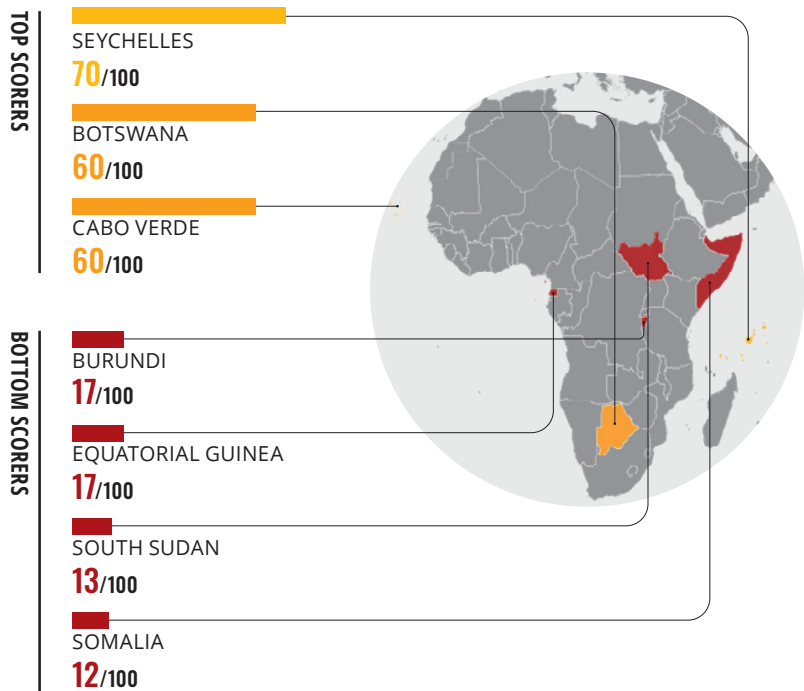 TOP SCORERS
SEYCHELLES
70/100
BOTSWANA
60/100
CABO VERDE
60/100
BOTTOM SCORERS
BURUNDI
17/100
EQUATORIAL GUINEA
17/100
SOUTH SUDAN
13/100
SOMALIA
12/100